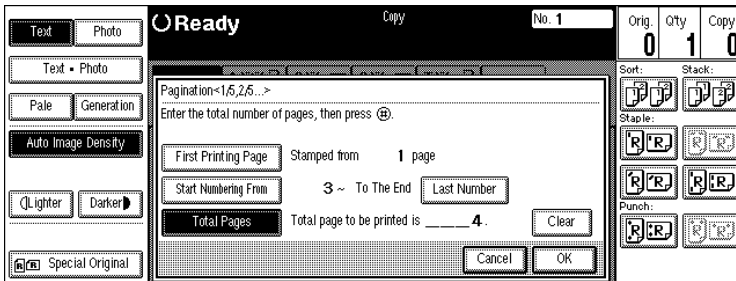 Text Photo
Text • Photo
Pale Generation
Auto Image Density
Lighter Darker
Special Original
Ready
Copy
No. 1
Pagination<1/5,2/5...>
Enter the total number of pages, then press #.
First Printing Page Stamped from 1 page
Start Numbering From 3 ~ To The End Last Number
Total Pages Total page to be printed is _____4.
Clear
Cancel OK
Orig. Q'ty Copy
0 1 0
Sort: Stack:
Staple:
Punch: